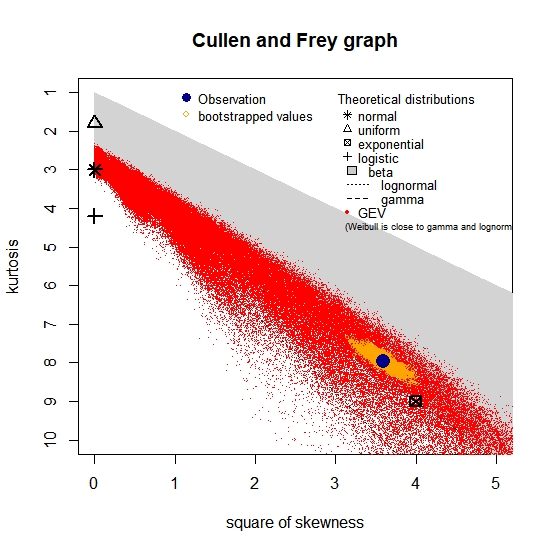 Cullen and Frey graph
Observation
bootstrapped values
Theoretical distributions
normal
uniform
exponential
logistic
beta
lognormal
gamma
GEV
(Weibull is close to gamma and lognorm
kurtosis
1
2
3
4
5
6
7
8
9
10
0 1 2 3 4 5
square of skewness